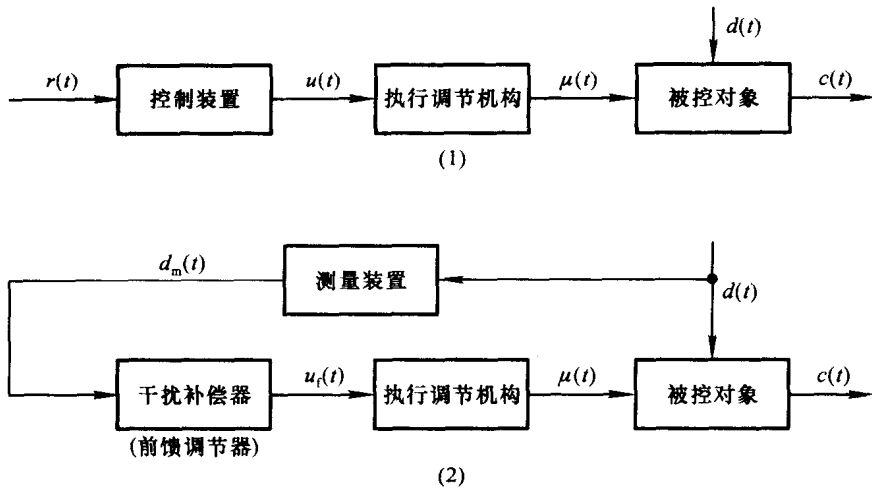 d(t)
r(t) 控制装置 u(t) 执行调节机构 μ(t) 被控对象 c(t)
(1)
d_m(t) 测量装置 d(t)
干扰补偿器 u_f(t) 执行调节机构 μ(t) 被控对象 c(t)
(前馈调节器)
(2)